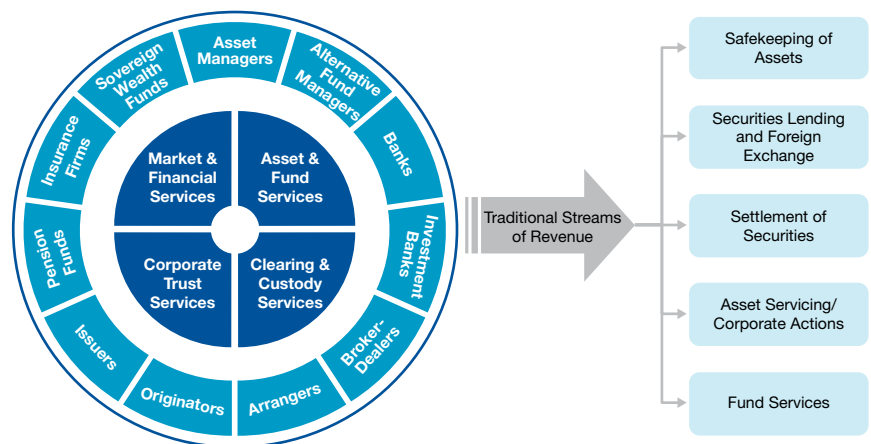 Asset
Managers
Alternative
Fund
Managers
Banks
Investment
Banks
Broker-
Dealers
Arrangers
Originators
Issuers
Pension
Funds
Insurance
Firms
Sovereign
Wealth
Funds
Market &
Financial
Services
Asset &
Fund
Services
Corporate
Trust
Services
Clearing &
Custody
Services
Traditional Streams
of Revenue
Safekeeping of
Assets
Securities Lending
and Foreign
Exchange
Settlement of
Securities
Asset Servicing/
Corporate Actions
Fund Services